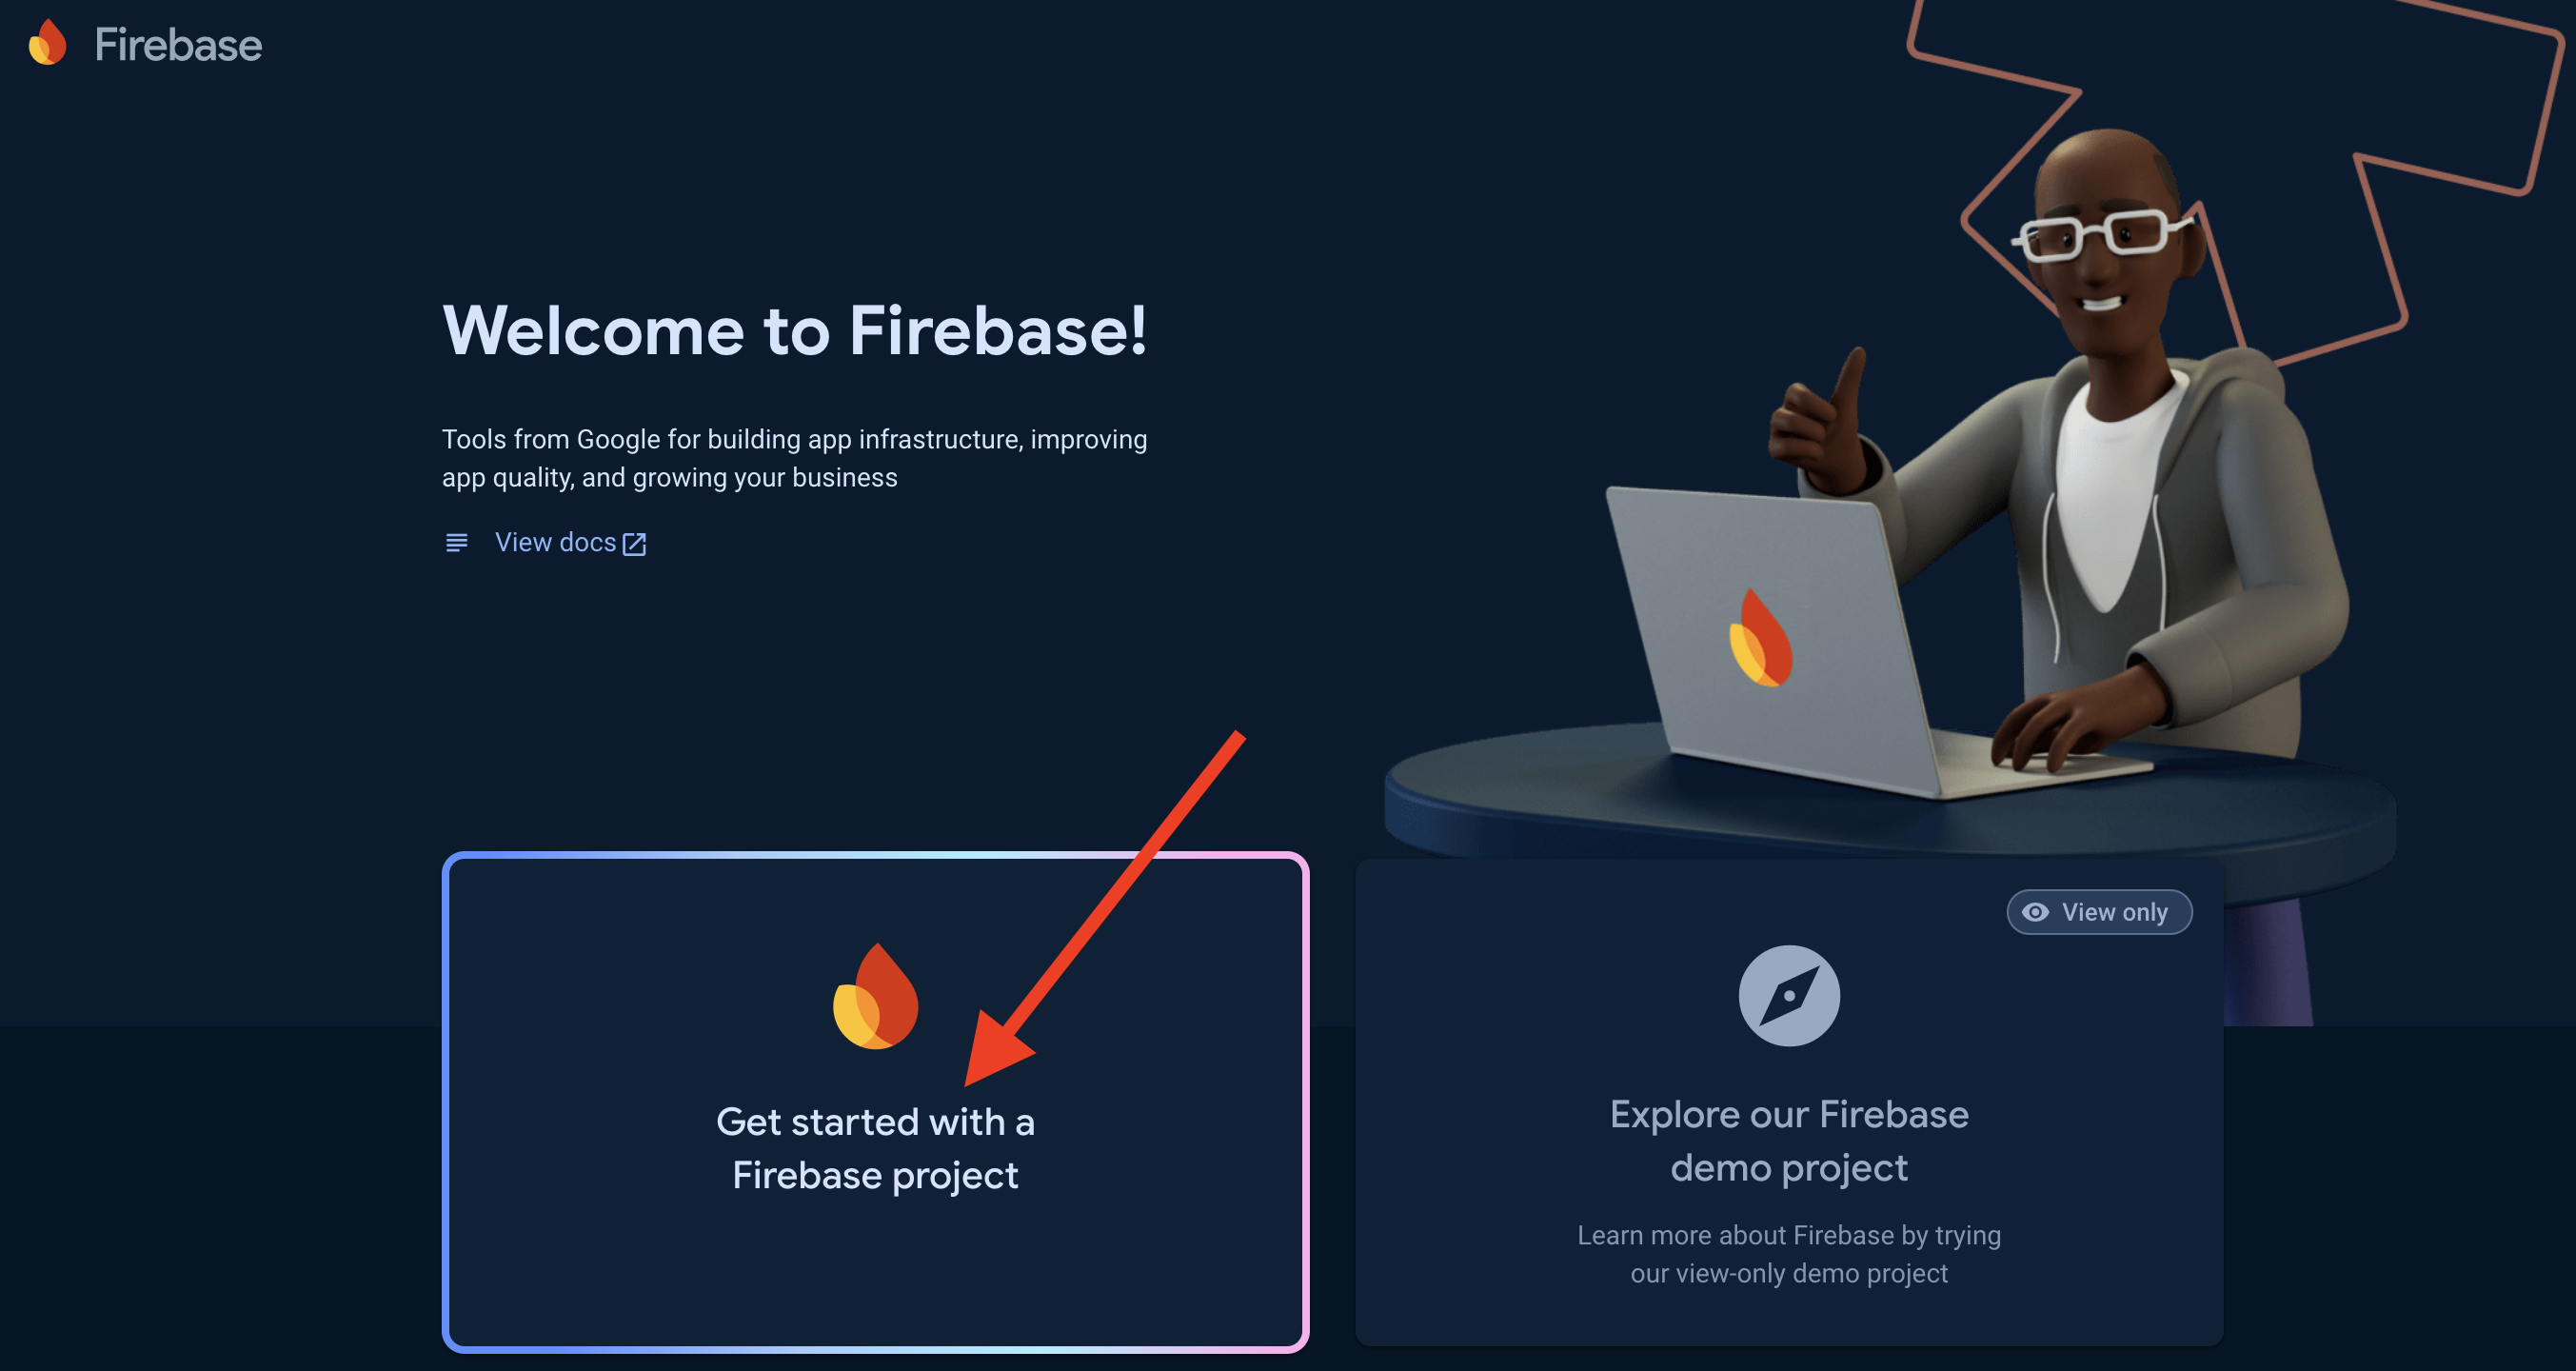 Firebase
Welcome to Firebase!
Tools from Google for building app infrastructure, improving
app quality, and growing your business
View docs
Get started with a
Firebase project
View only
Explore our Firebase
demo project
Learn more about Firebase by trying
our view-only demo project